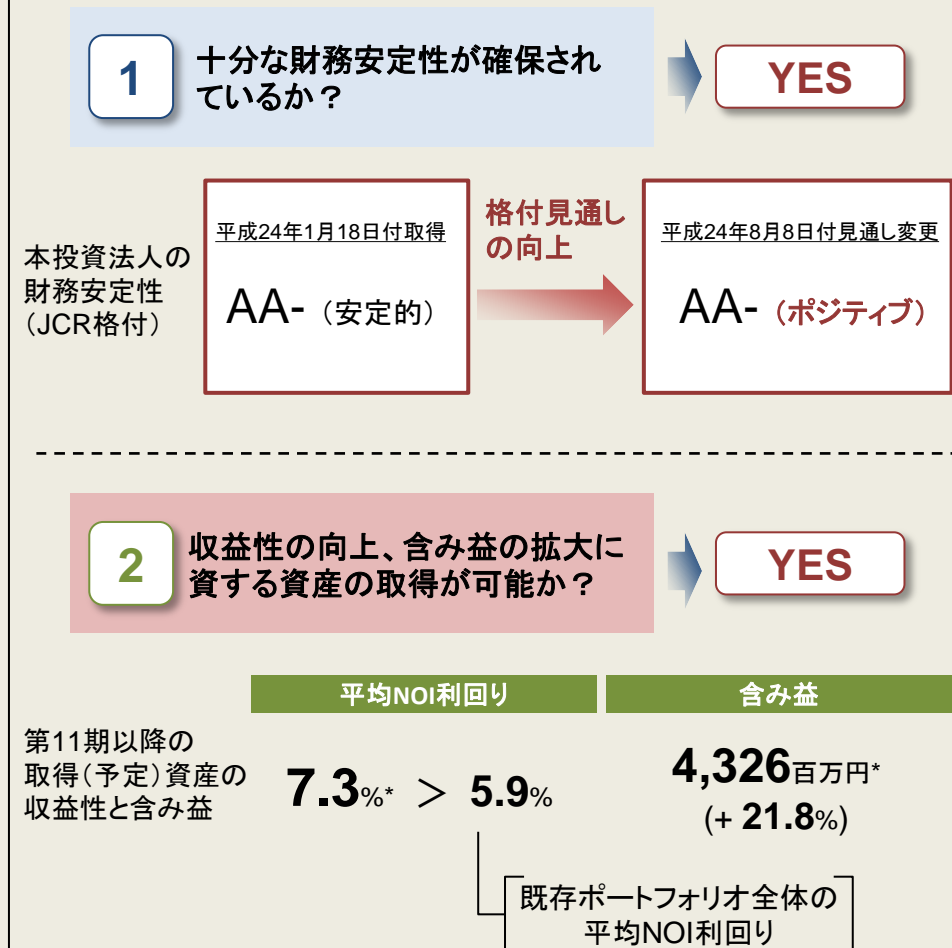 1
十分な財務安定性が確保され
ているか？
YES
本投資法人の
財務安定性
（JCR格付）
平成24年1月18日付取得
AA-（安定的）
格付見通し
の向上
平成24年8月8日付見通し変更
AA-（ポジティブ）
2
収益性の向上、含み益の拡大に
資する資産の取得が可能か？
YES
平均NOI利回り
含み益
第11期以降の
取得（予定）資産の
収益性と含み益
7.3%* ＞ 5.9%
4,326百万円*
(+ 21.8%)
既存ポートフォリオ全体の
平均NOI利回り